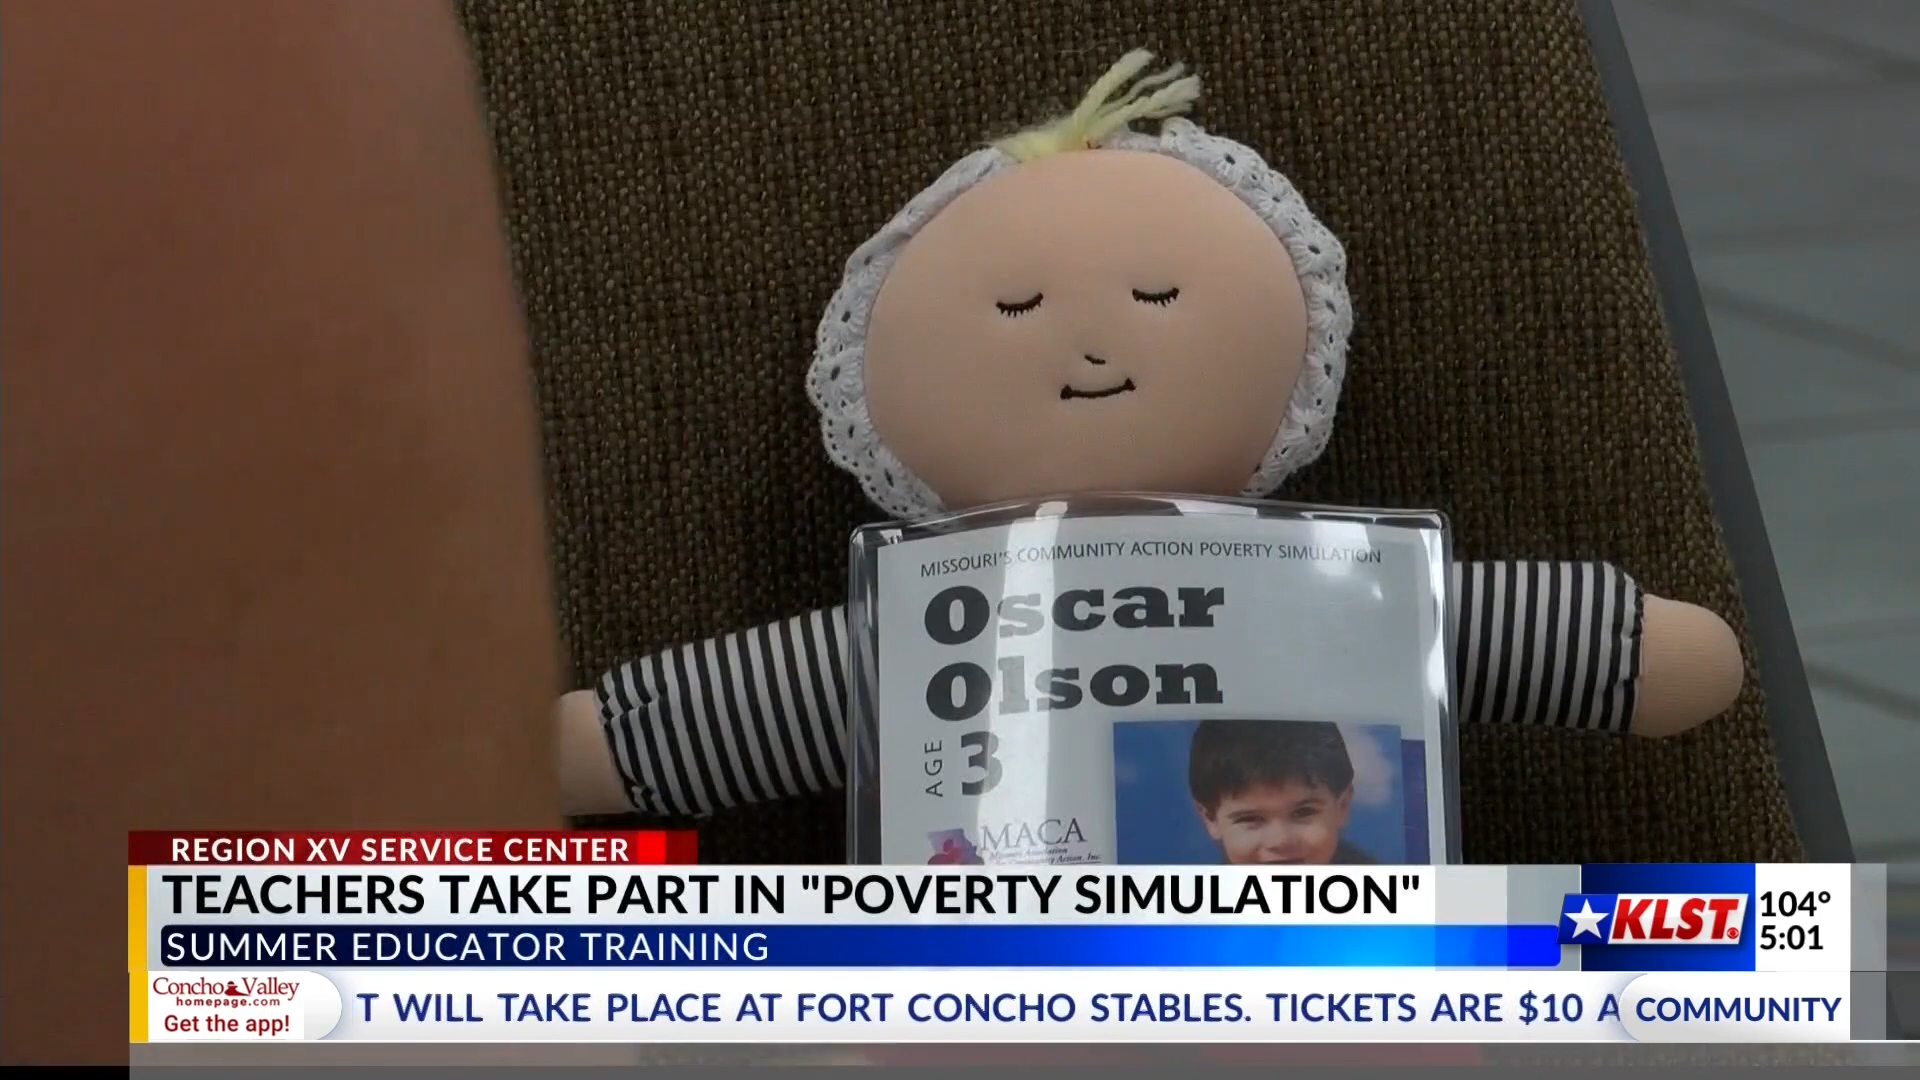 MISSOURI'S COMMUNITY ACTION POVERTY SIMULATION
Oscar
Olson
AGE 3
MACA
REGION XV SERVICE CENTER
TEACHERS TAKE PART IN "POVERTY SIMULATION"
SUMMER EDUCATOR TRAINING
KLST
104°
5:01
Concho Valley
homepage.com
Get the app!
T WILL TAKE PLACE AT FORT CONCHO STABLES. TICKETS ARE $10 A
COMMUNITY